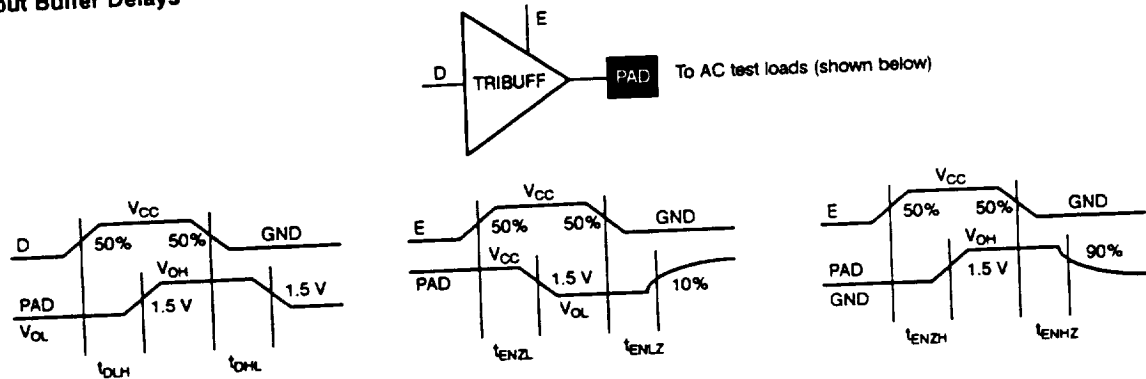 Buffer Delays
E
D
TRIBUFF
PAD
To AC test loads (shown below)
D
50%
VCC
50%
GND
PAD
VOL
VOH
1.5 V
1.5 V
tDLH
tDHL
E
50%
VCC
50%
GND
PAD
VCC
1.5 V
VOL
10%
tENZL
tENLZ
E
50%
VCC
50%
GND
PAD
GND
VOH
1.5 V
90%
tENZH
tENHZ